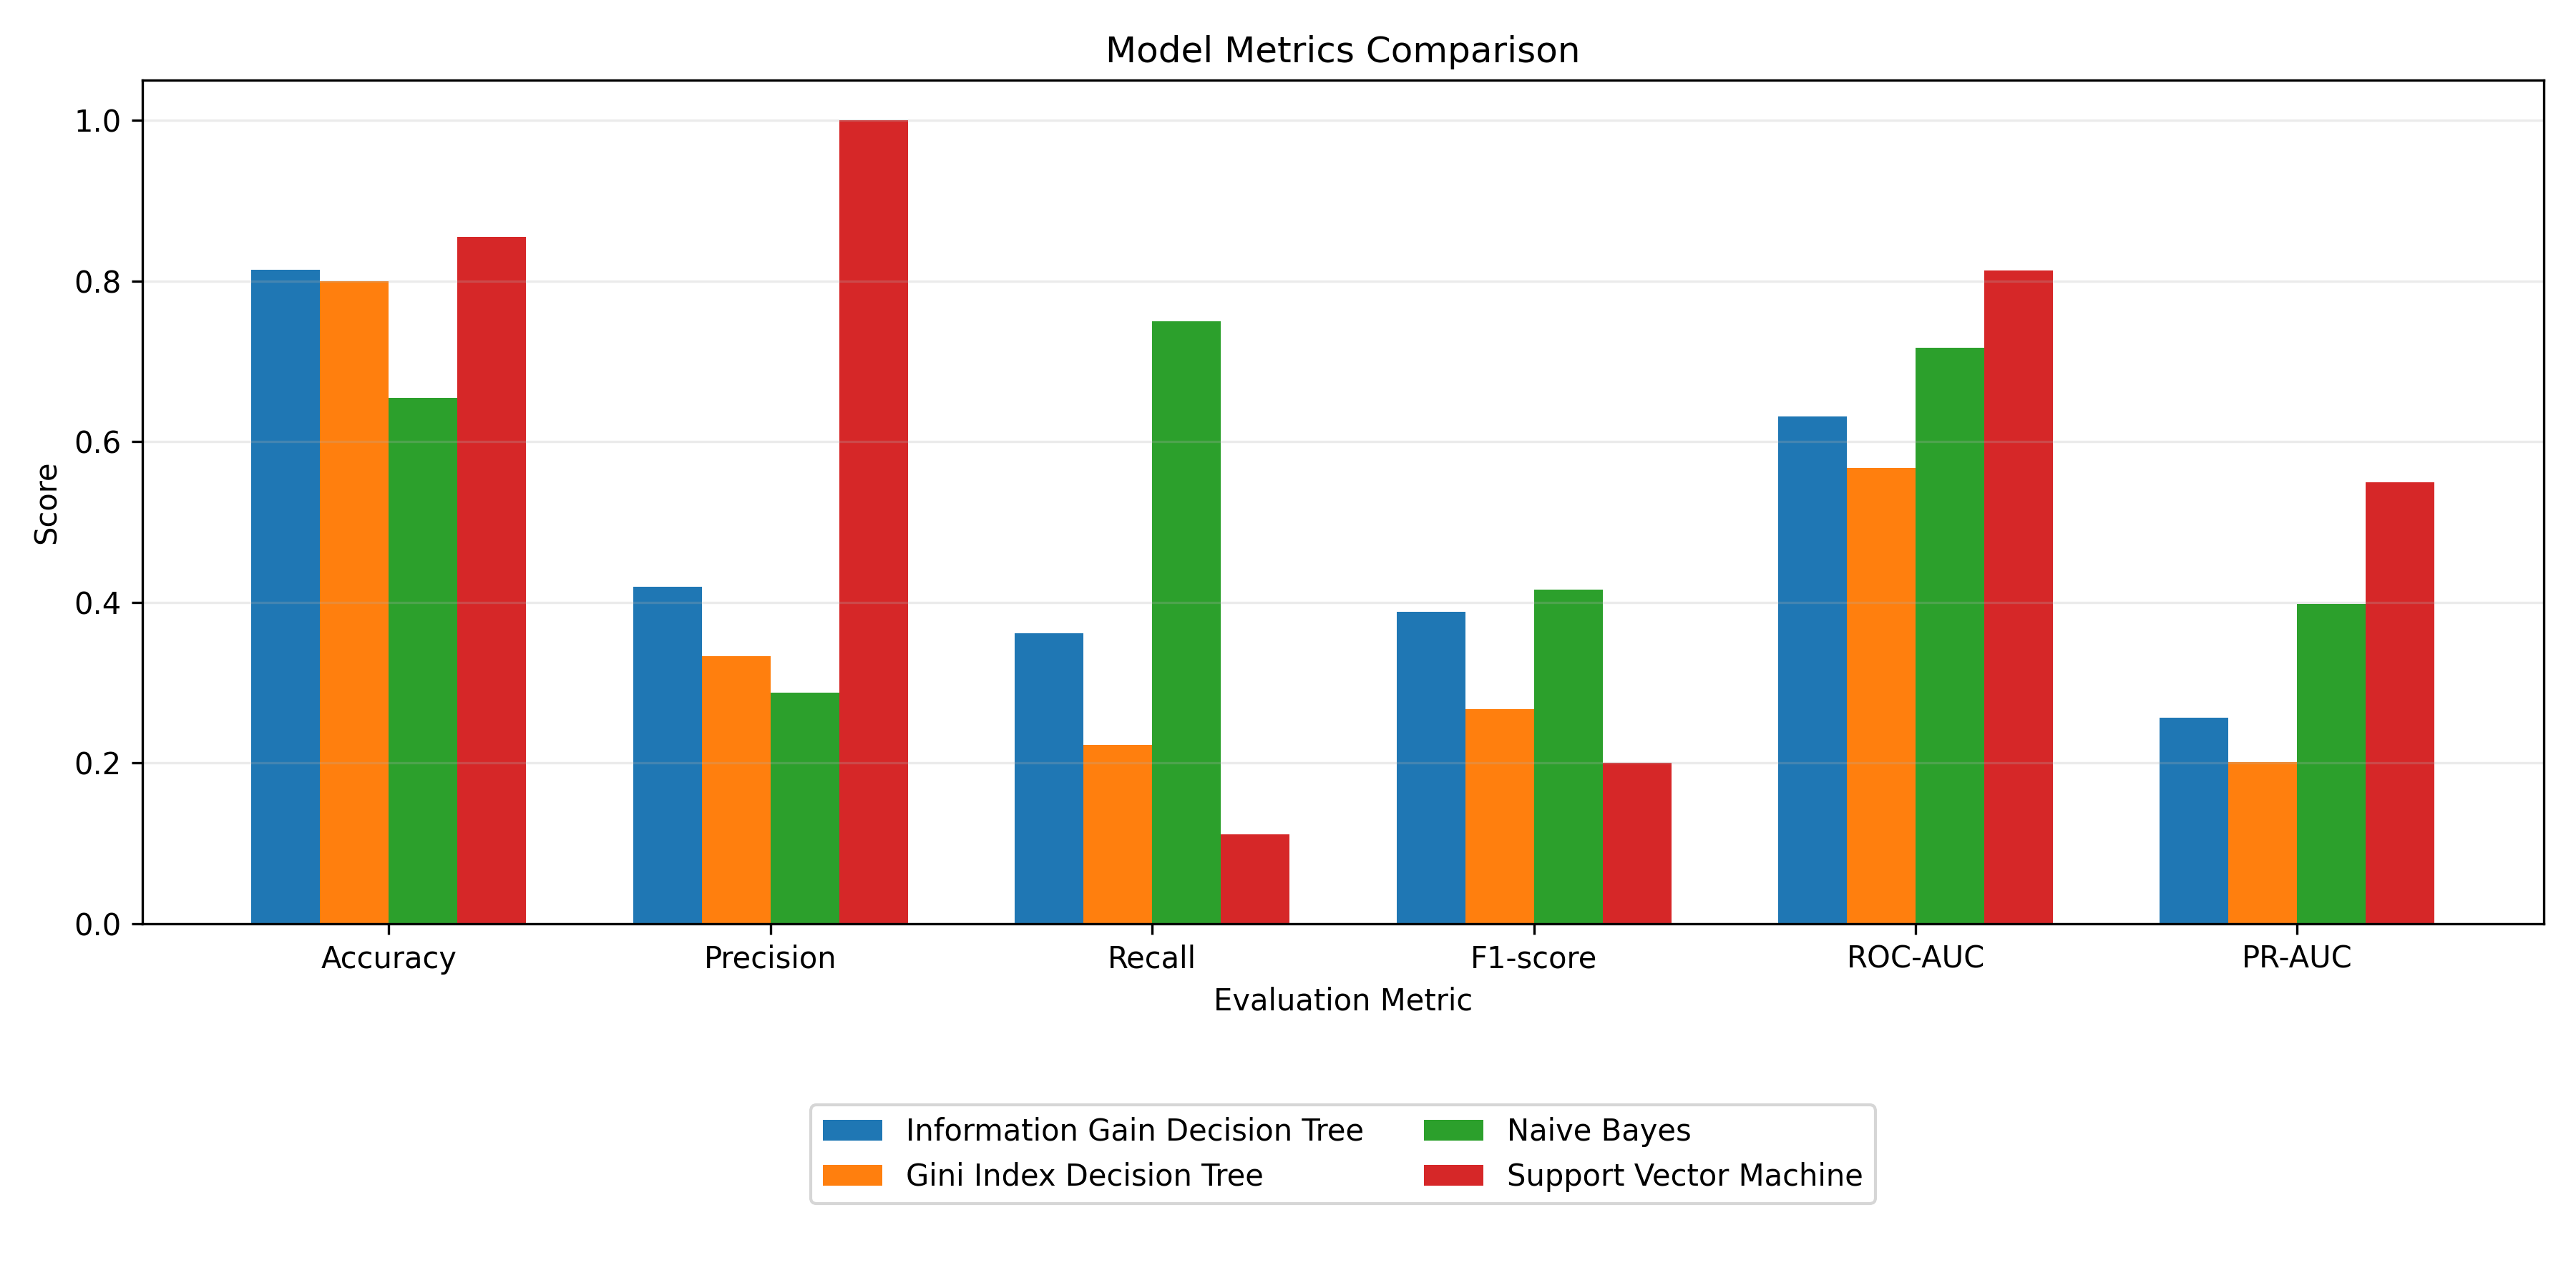 Model Metrics Comparison
1.0
0.8
0.6
0.4
0.2
0.0
Score
Accuracy Precision Recall F1-score ROC-AUC PR-AUC
Evaluation Metric
Information Gain Decision Tree
Gini Index Decision Tree
Naive Bayes
Support Vector Machine